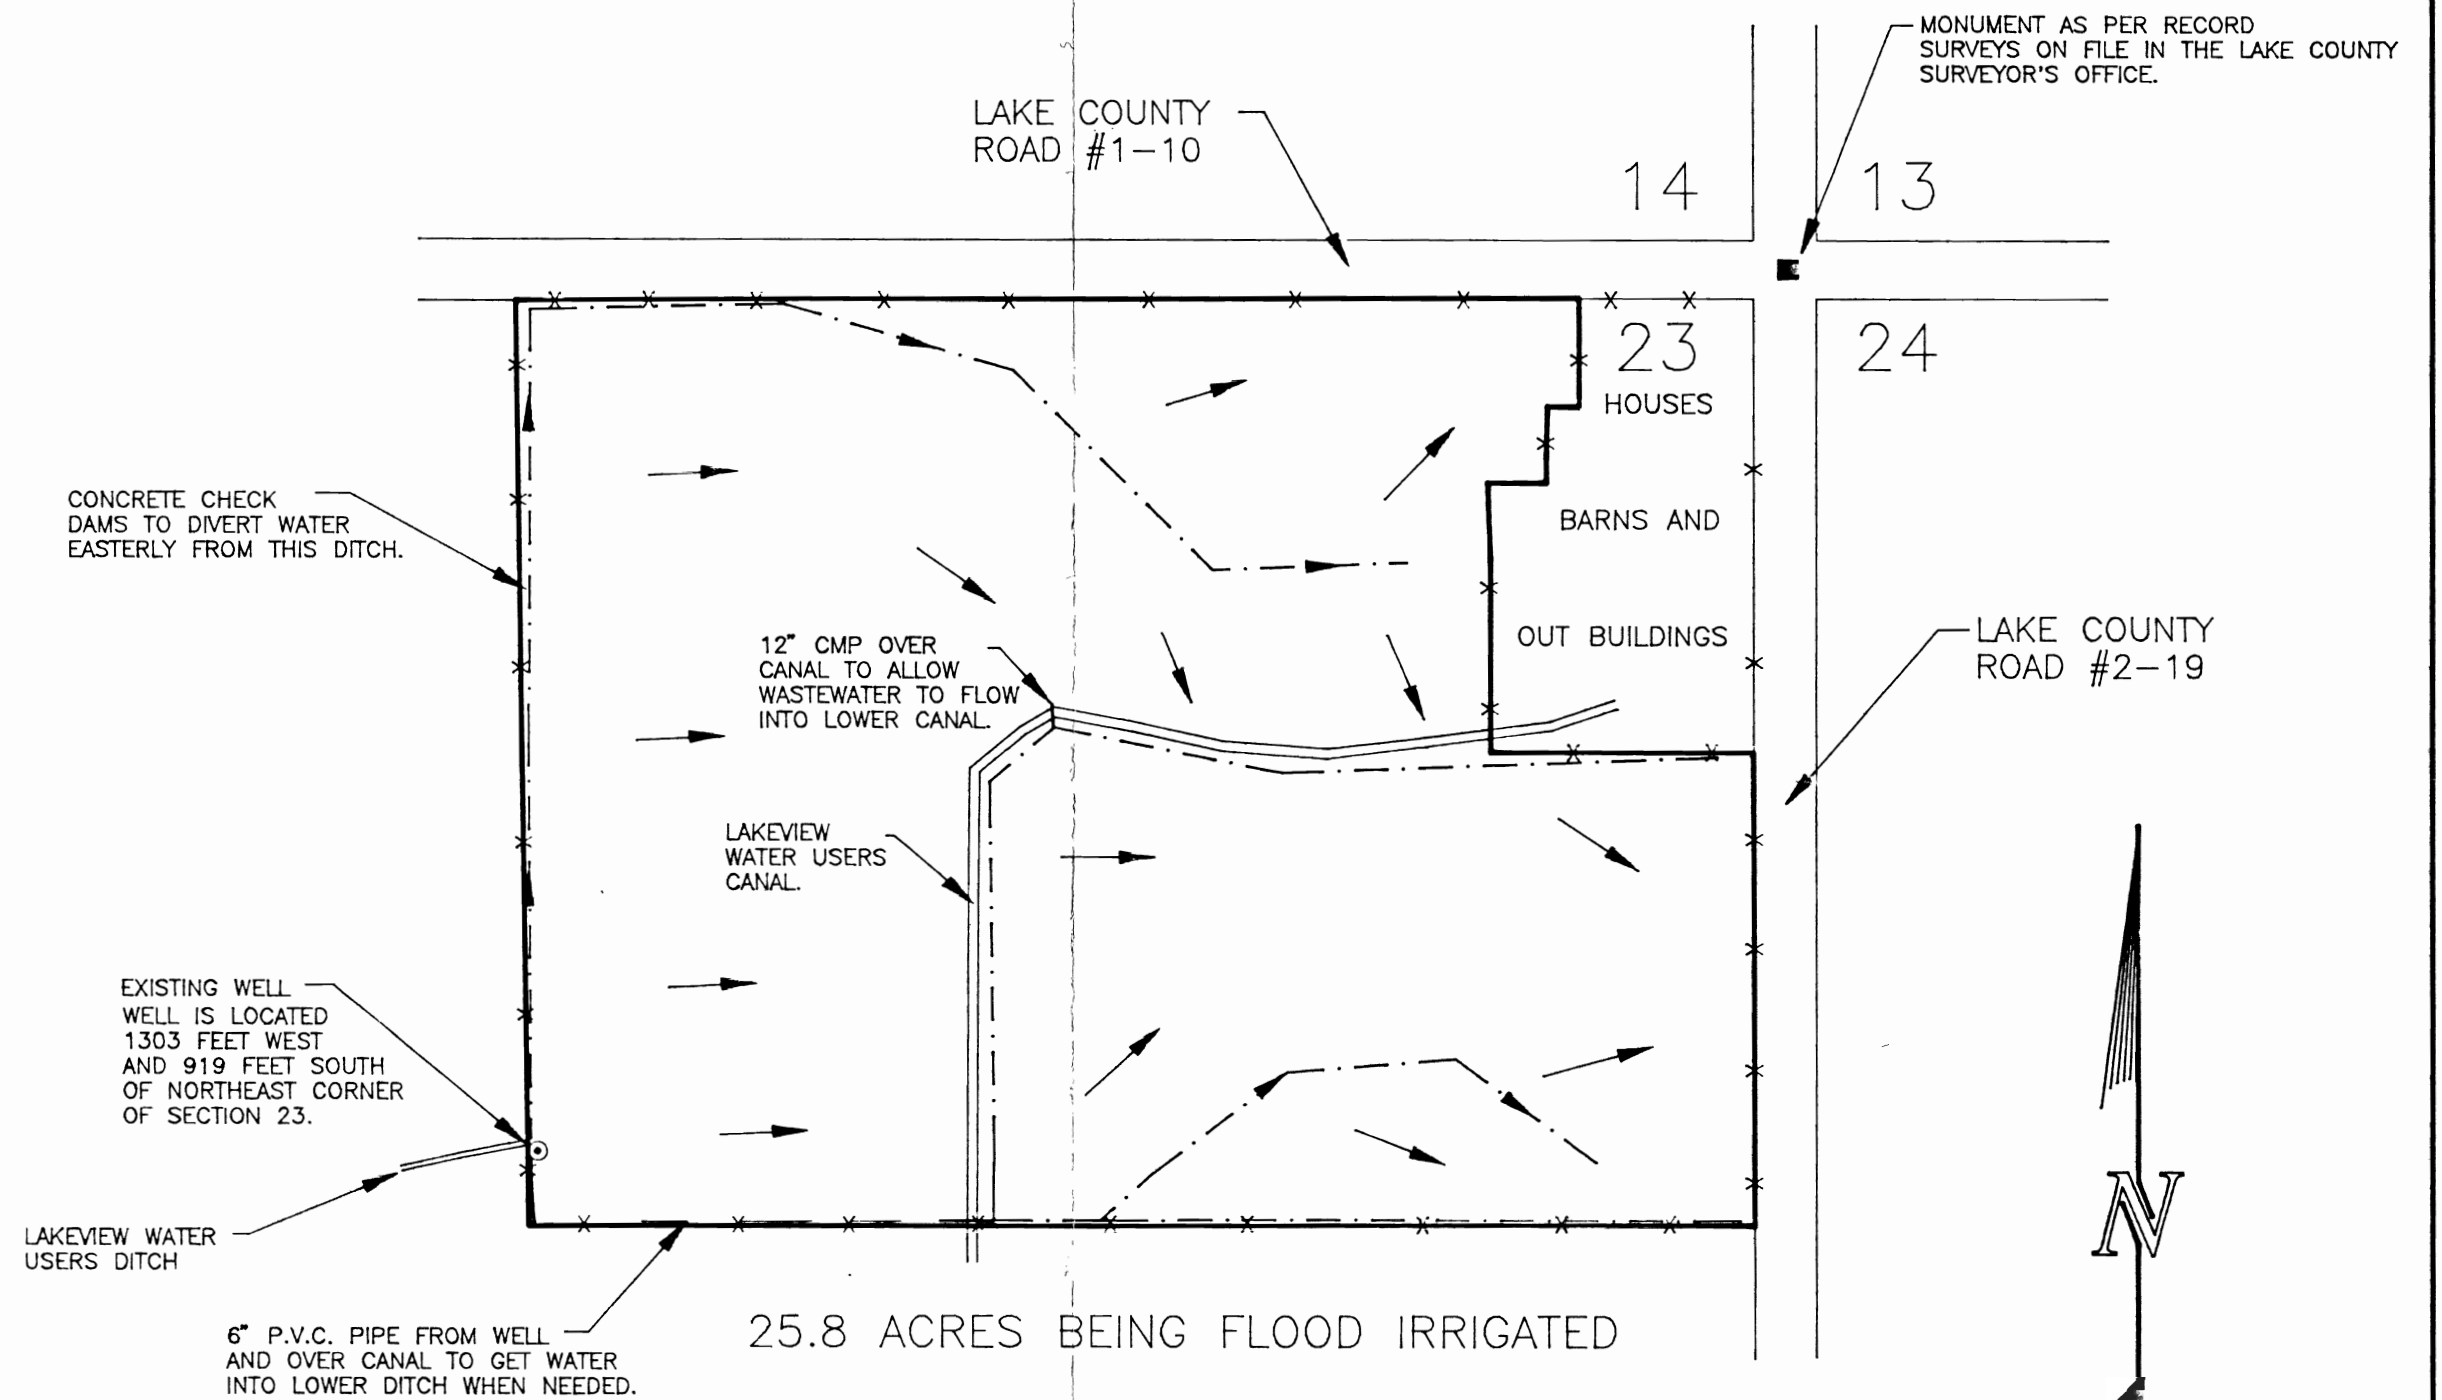 MONUMENT AS PER RECORD
SURVEYS ON FILE IN THE LAKE COUNTY
SURVEYOR'S OFFICE.
LAKE COUNTY
ROAD #1-10
14
13
23
24
HOUSES
BARNS AND
OUT BUILDINGS
CONCRETE CHECK
DAMS TO DIVERT WATER
EASTERLY FROM THIS DITCH.
12" CMP OVER
CANAL TO ALLOW
WASTEWATER TO FLOW
INTO LOWER CANAL.
LAKE COUNTY
ROAD #2-19
LAKEVIEW
WATER USERS
CANAL.
EXISTING WELL
WELL IS LOCATED
1303 FEET WEST
AND 919 FEET SOUTH
OF NORTHEAST CORNER
OF SECTION 23.
LAKEVIEW WATER
USERS DITCH
N
6" P.V.C. PIPE FROM WELL
AND OVER CANAL TO GET WATER
INTO LOWER DITCH WHEN NEEDED.
25.8 ACRES BEING FLOOD IRRIGATED